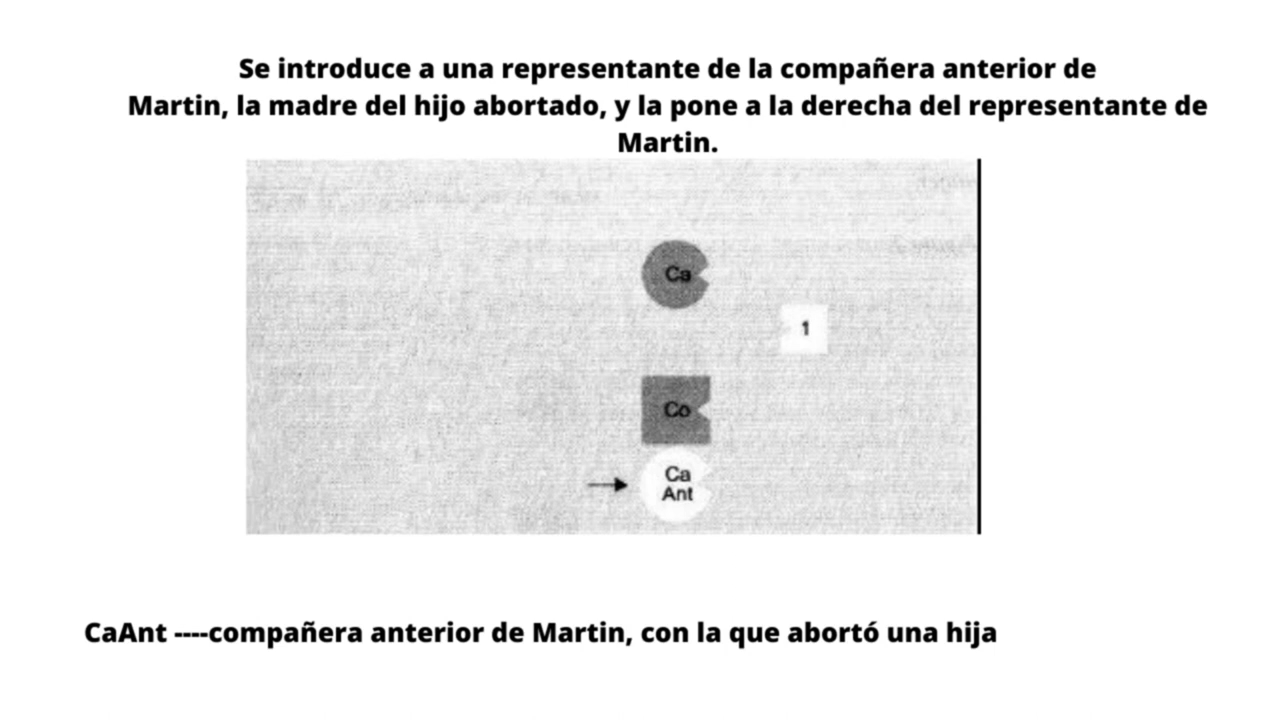 Se introduce a una representante de la compañera anterior de
Martin, la madre del hijo abortado, y la pone a la derecha del representante de
Martin.
Ca
1
Co
Ca
Ant
CaAnt ----compañera anterior de Martin, con la que abortó una hija